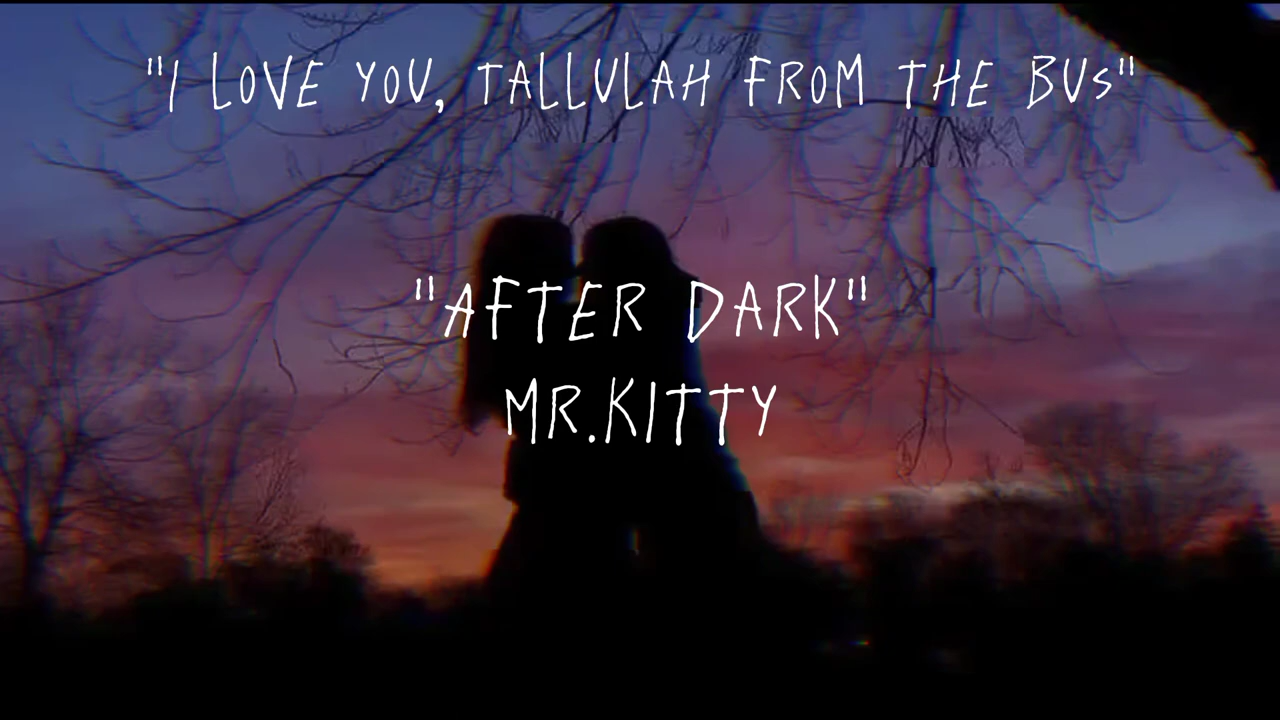 "I LOVE YOU, TALLULAH FROM THE BUS"
"AFTER DARK"
MR.KITTY